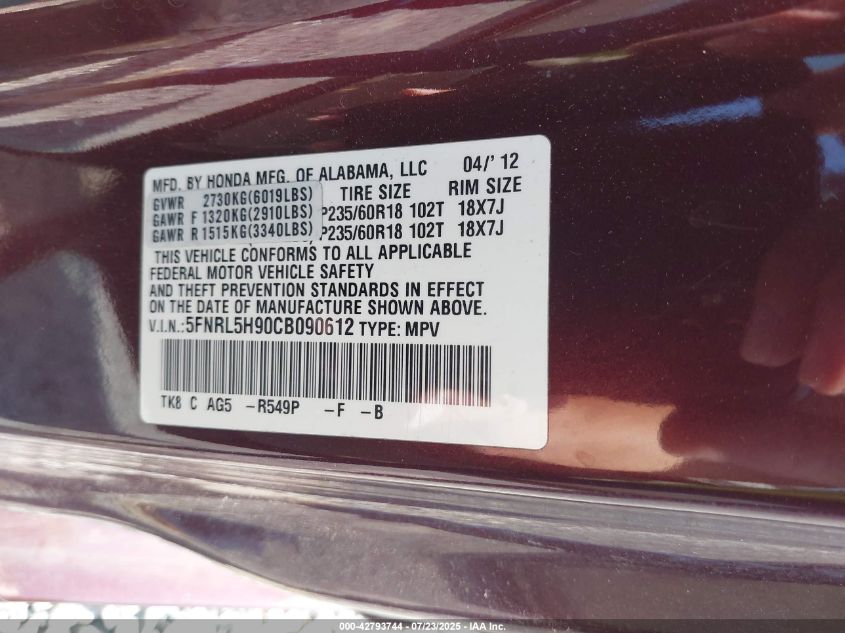 MFD. BY HONDA MFG. OF ALABAMA, LLC 04/'12
GVWR 2730KG(6019LBS) TIRE SIZE RIM SIZE
GAWR F 1320KG(2910LBS) P235/60R18 102T 18X7J
GAWR R 1515KG(3340LBS) P235/60R18 102T 18X7J
THIS VEHICLE CONFORMS TO ALL APPLICABLE
FEDERAL MOTOR VEHICLE SAFETY
AND THEFT PREVENTION STANDARDS IN EFFECT
ON THE DATE OF MANUFACTURE SHOWN ABOVE.
V.I.N.:5FNRL5H90CB090612 TYPE: MPV
TK8 C AG5 -R549P -F -B
000-42793744 - 07/23/2025 - IAA Inc.